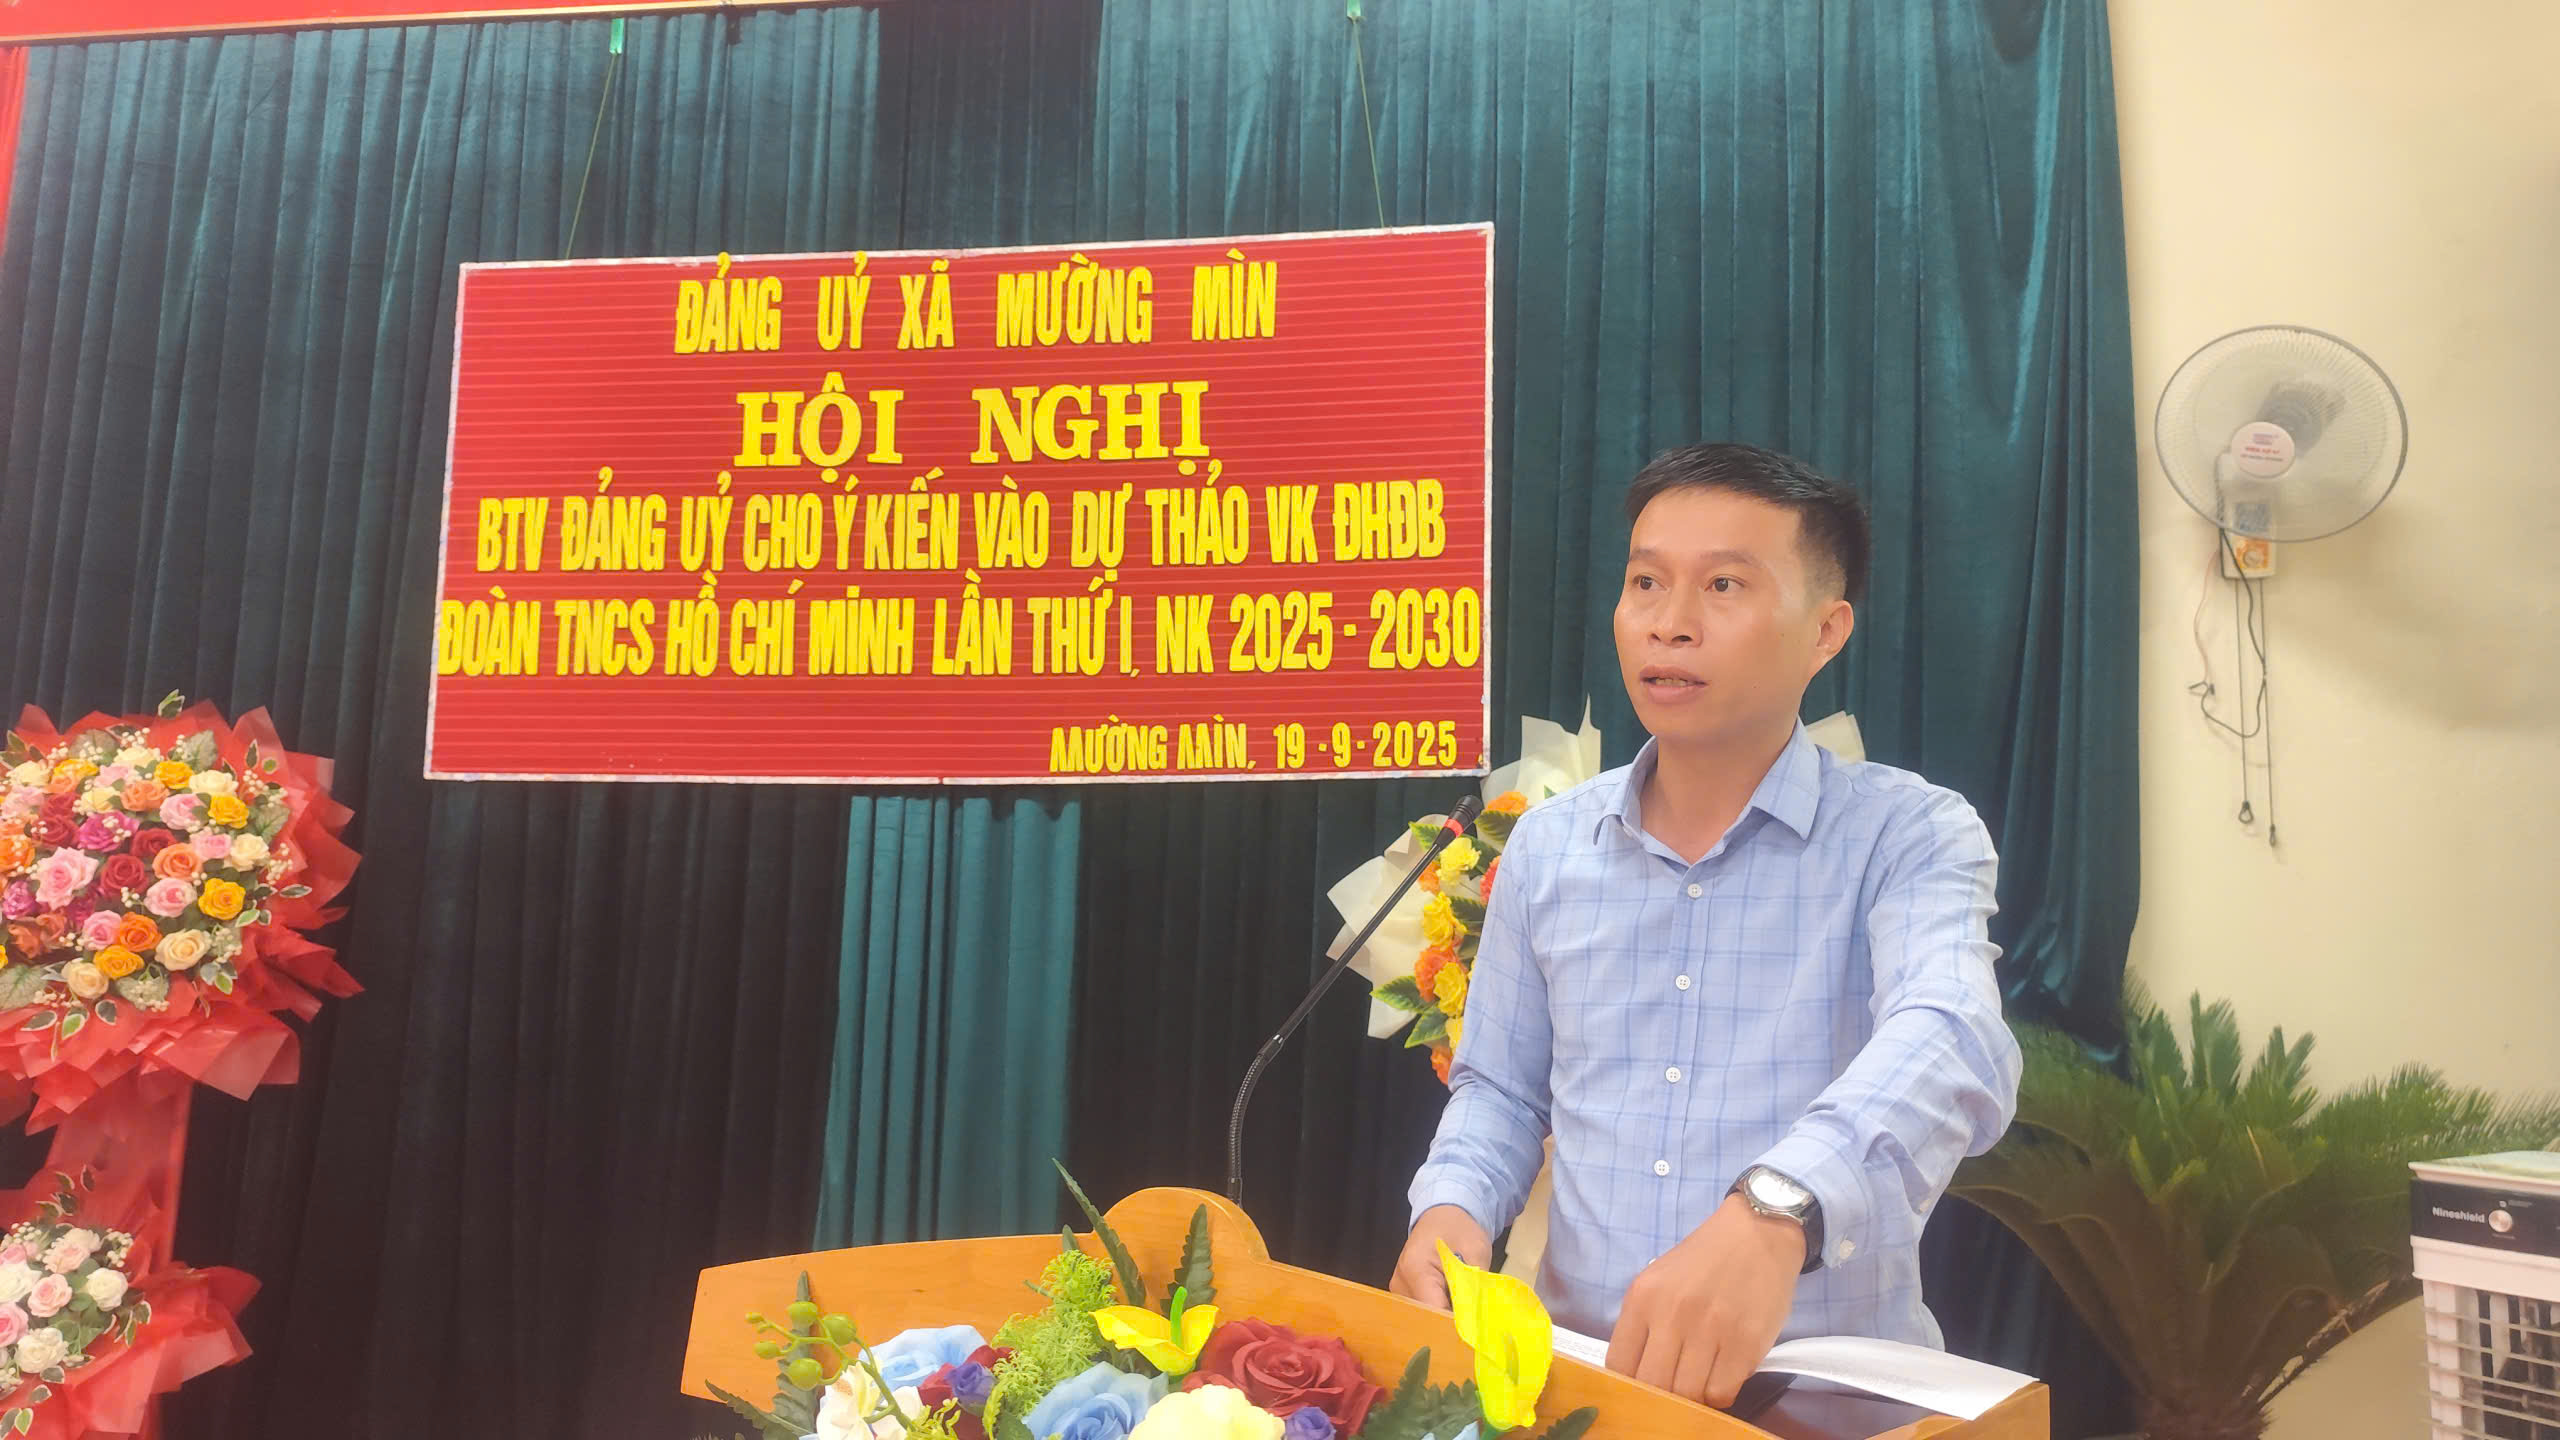 ĐẢNG UỶ XÃ MƯỜNG MÌN
HỘI NGHỊ
BTV ĐẢNG UỶ CHO Ý KIẾN VÀO DỰ THẢO VK ĐHĐB
ĐOÀN TNCS HỒ CHÍ MINH LẦN THỨ I, NK 2025-2030
MƯỜNG MÌN, 19-9-2025
Nineshield